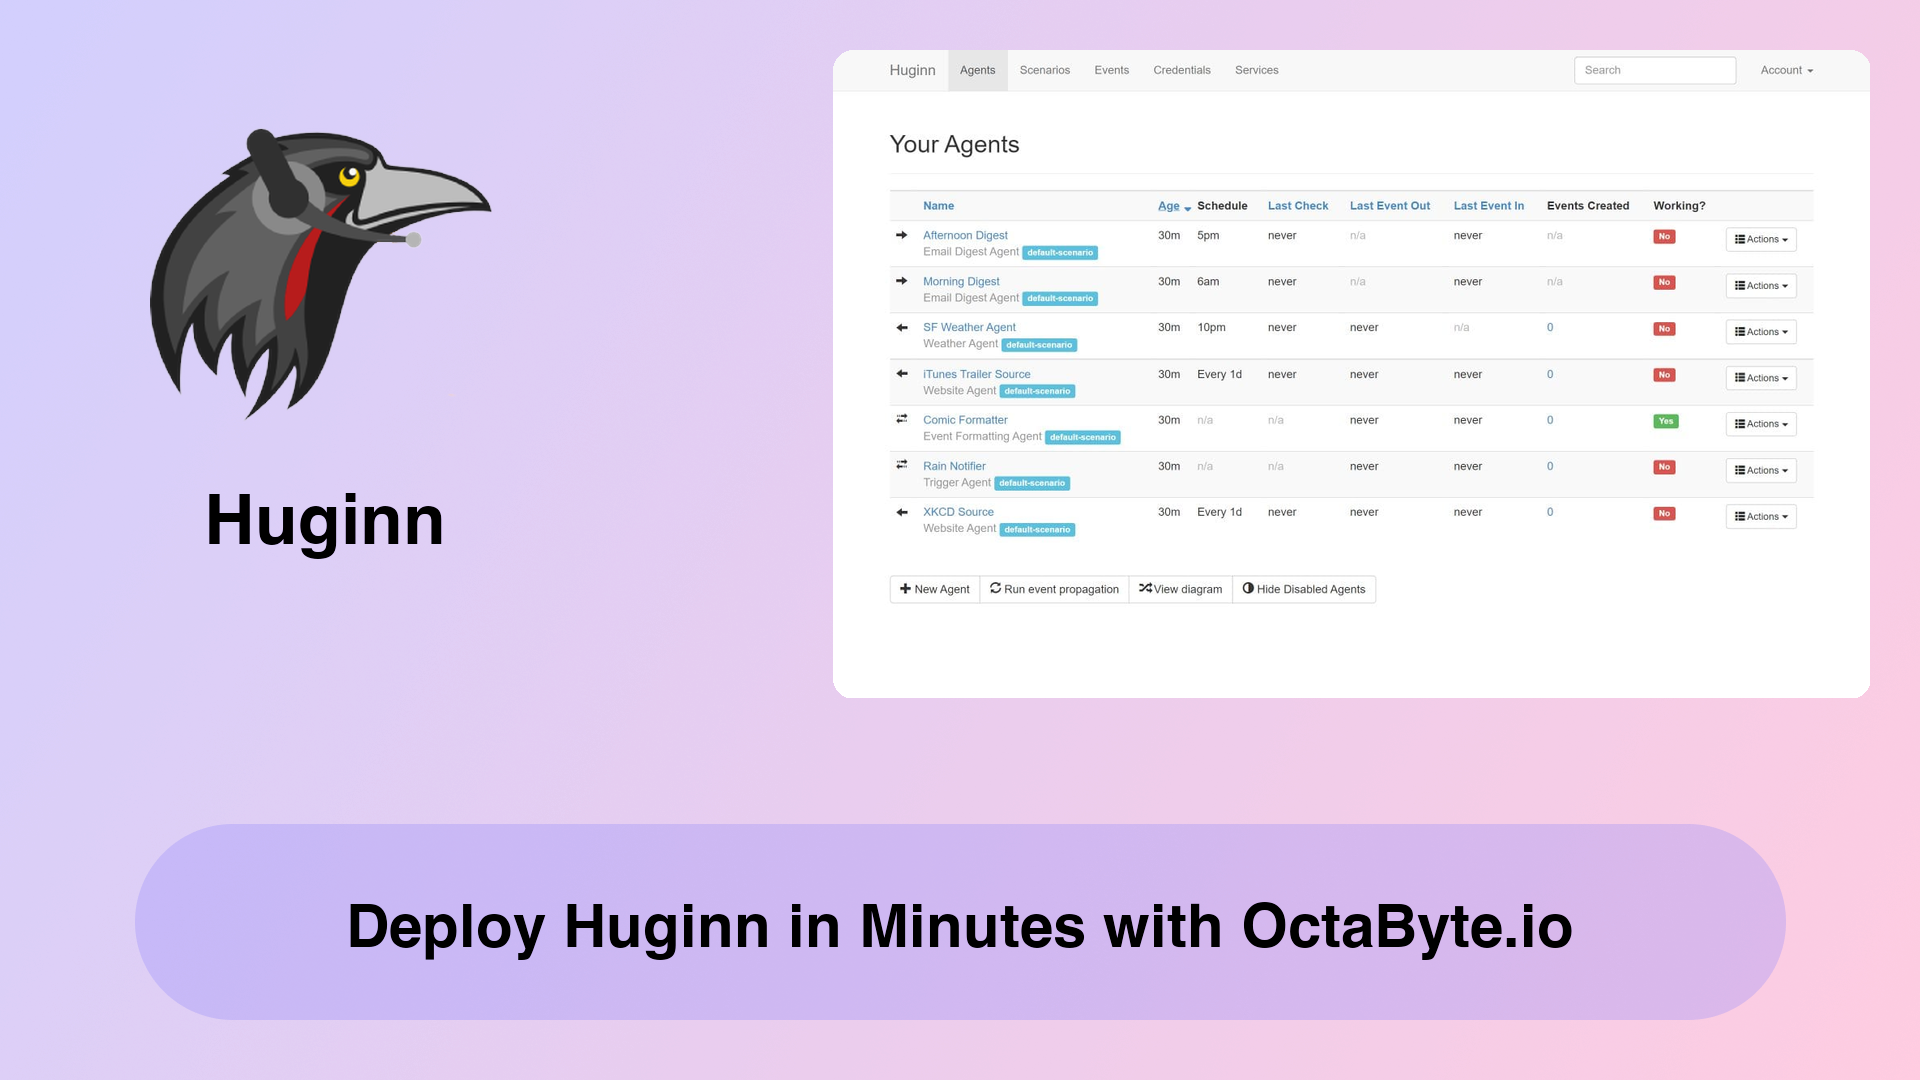 Huginn Agents Scenarios Events Credentials Services Search Account
Your Agents
Name Age Schedule Last Check Last Event Out Last Event In Events Created Working?
Afternoon Digest 30m 5pm never n/a never n/a No Actions
Email Digest Agent default-scenario
Morning Digest 30m 6am never n/a never n/a No Actions
Email Digest Agent default-scenario
SF Weather Agent 30m 10pm never never n/a 0 No Actions
Weather Agent default-scenario
iTunes Trailer Source 30m Every 1d never never never 0 No Actions
Website Agent default-scenario
Comic Formatter 30m n/a n/a never never 0 Yes Actions
Event Formatting Agent default-scenario
Rain Notifier 30m n/a n/a never never 0 No Actions
Trigger Agent default-scenario
XKCD Source 30m Every 1d never never never 0 No Actions
Website Agent default-scenario
New Agent Run event propagation View diagram Hide Disabled Agents
Huginn
Deploy Huginn in Minutes with OctaByte.io